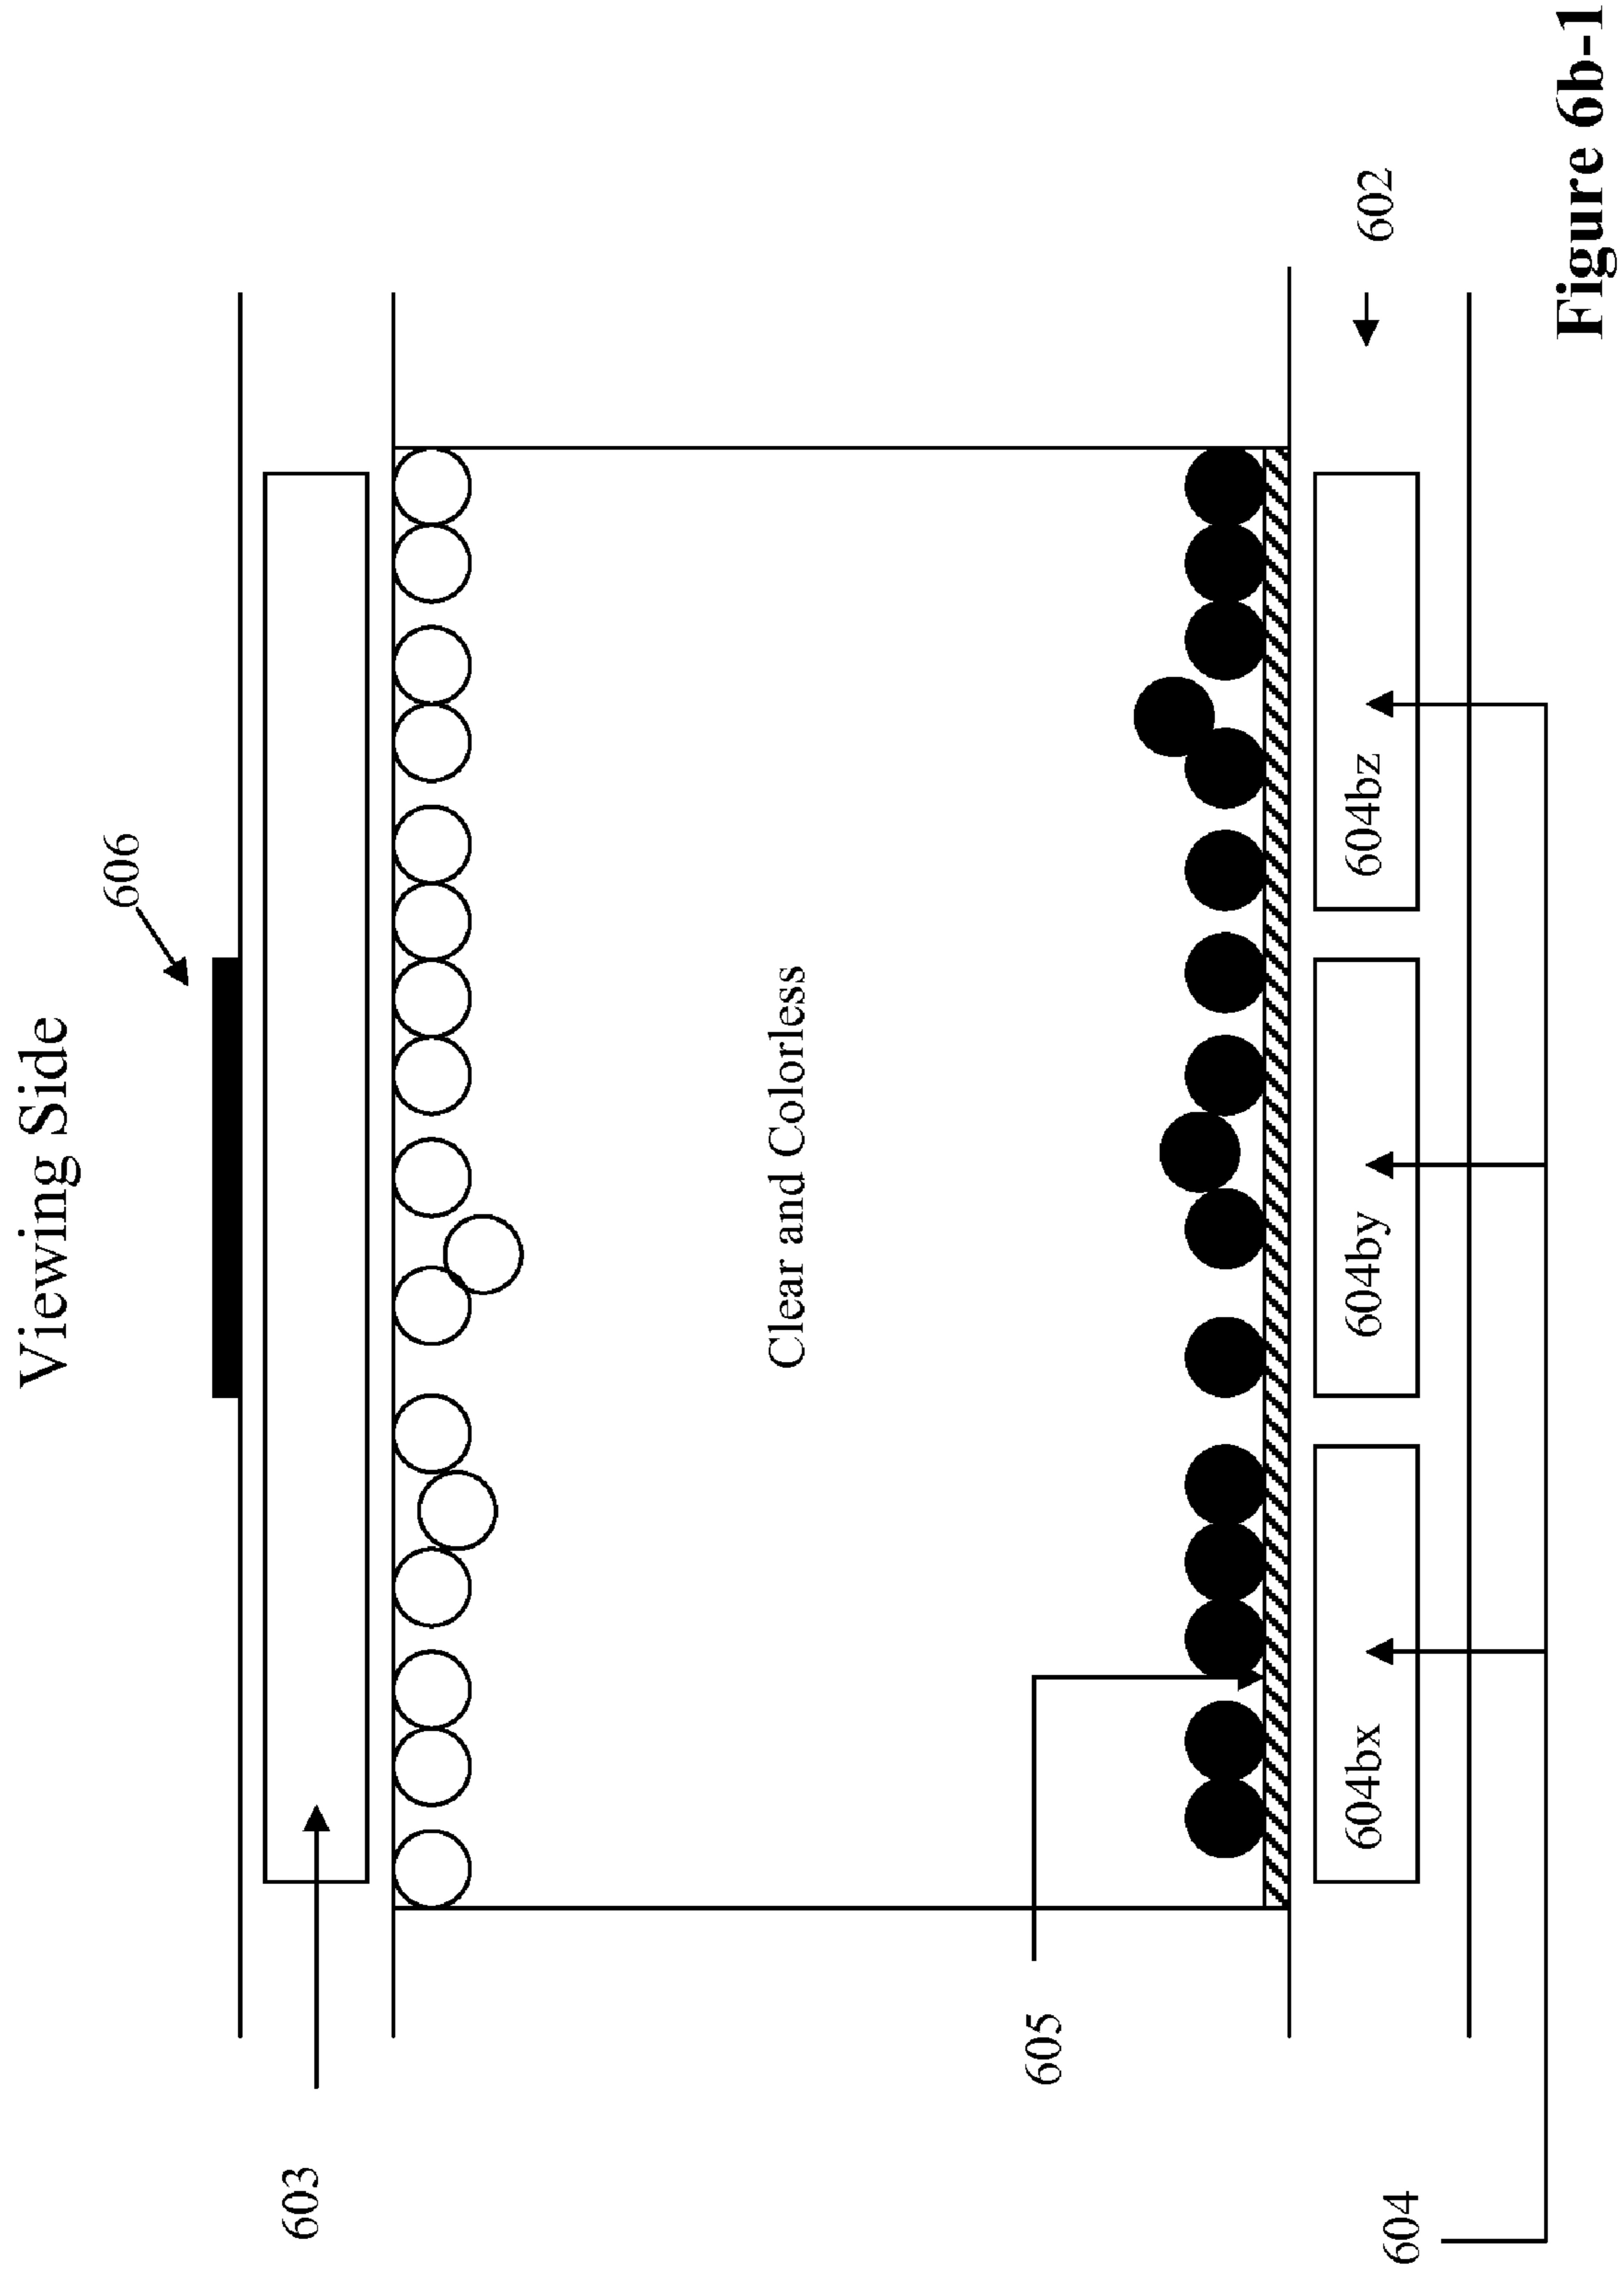 Viewing Side
606
603
Clear and Colorless
605
604bx
604by
604bz
602
604
Figure 6b-1